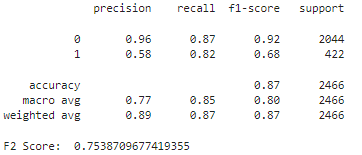 precision recall f1-score support
0 0.96 0.87 0.92 2044
1 0.58 0.82 0.68 422
accuracy 0.87 2466
macro avg 0.77 0.85 0.80 2466
weighted avg 0.89 0.87 0.87 2466
F2 Score: 0.7538709677419355